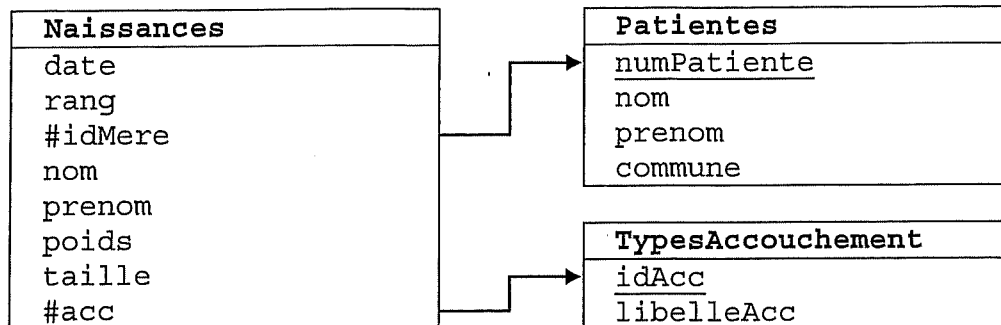 Naissances
date
rang
#idMere
nom
prenom
poids
taille
#acc
Patientes
numPatiente
nom
prenom
commune
TypesAccouchement
idAcc
libelleAcc